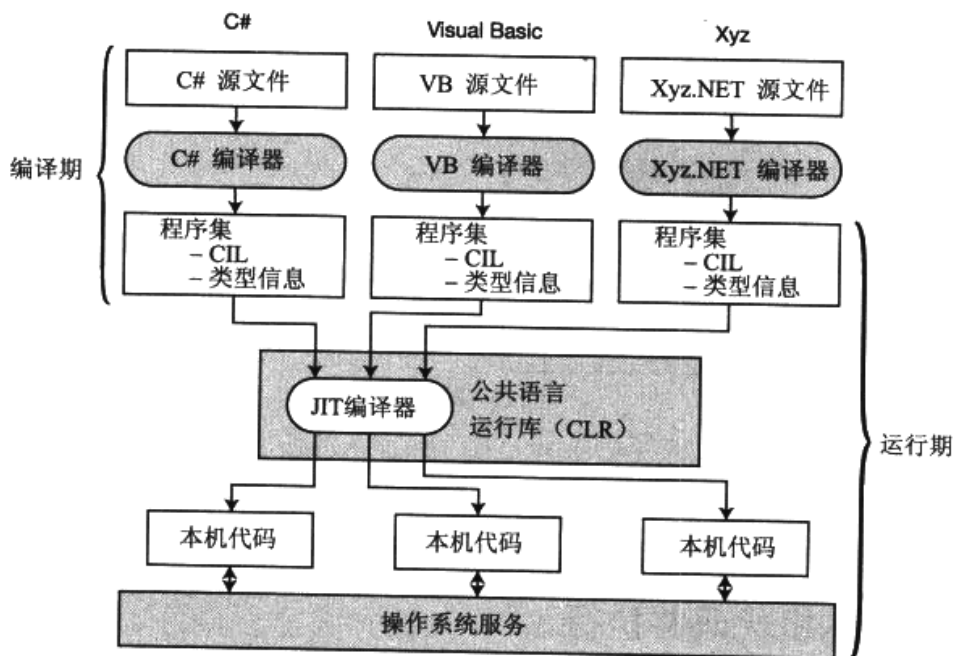 C#
Visual Basic
Xyz
C# 源文件
VB 源文件
Xyz.NET 源文件
编译期
C# 编译器
VB 编译器
Xyz.NET 编译器
程序集
– CIL
– 类型信息
程序集
– CIL
– 类型信息
程序集
– CIL
– 类型信息
JIT编译器
公共语言
运行库（CLR）
运行期
本机代码
本机代码
本机代码
操作系统服务